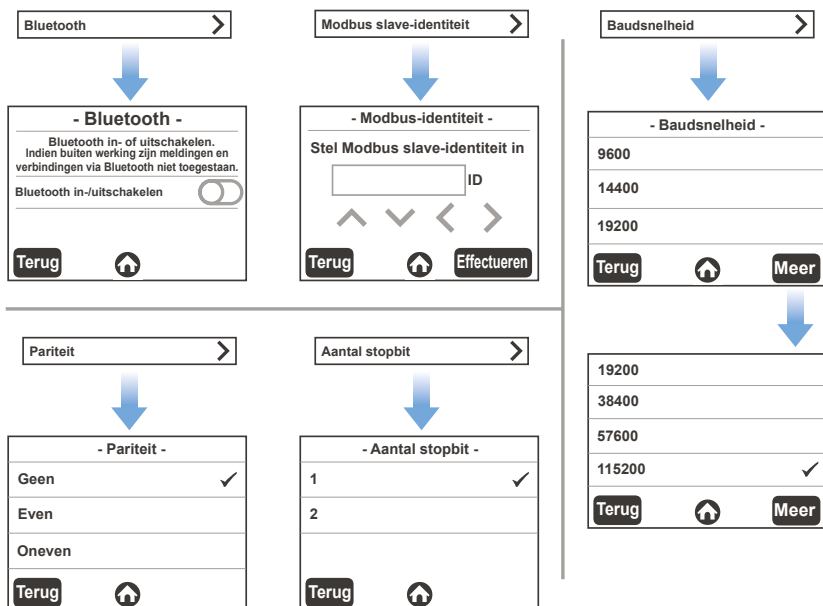 Bluetooth
- Bluetooth -
Bluetooth in- of uitschakelen.
Indien buiten werking zijn meldingen en
verbindingen via Bluetooth niet toegestaan.
Bluetooth in-/uitschakelen
Terug
Modbus slave-identiteit
- Modbus-identiteit -
Stel Modbus slave-identiteit in
ID
Terug
Effectueren
Baudsnelheid
- Baudsnelheid -
9600
14400
19200
Terug
Meer
19200
38400
57600
115200
Terug
Meer
Pariteit
- Pariteit -
Geen
Even
Oneven
Terug
Aantal stopbit
- Aantal stopbit -
1
2
Terug